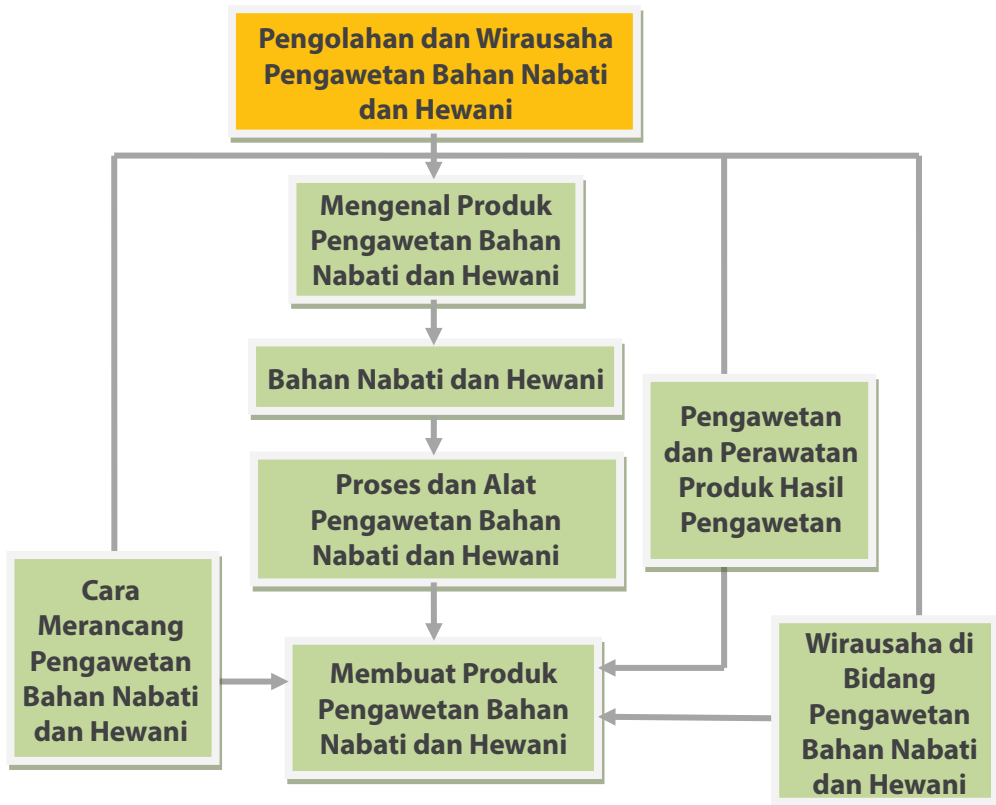 Pengolahan dan Wirausaha
Pengawetan Bahan Nabati
dan Hewani
Mengenal Produk
Pengawetan Bahan
Nabati dan Hewani
Bahan Nabati dan Hewani
Proses dan Alat
Pengawetan Bahan
Nabati dan Hewani
Pengawetan
dan Perawatan
Produk Hasil
Pengawetan
Cara
Merancang
Pengawetan
Bahan Nabati
dan Hewani
Membuat Produk
Pengawetan Bahan
Nabati dan Hewani
Wirausaha di
Bidang
Pengawetan
Bahan Nabati
dan Hewani